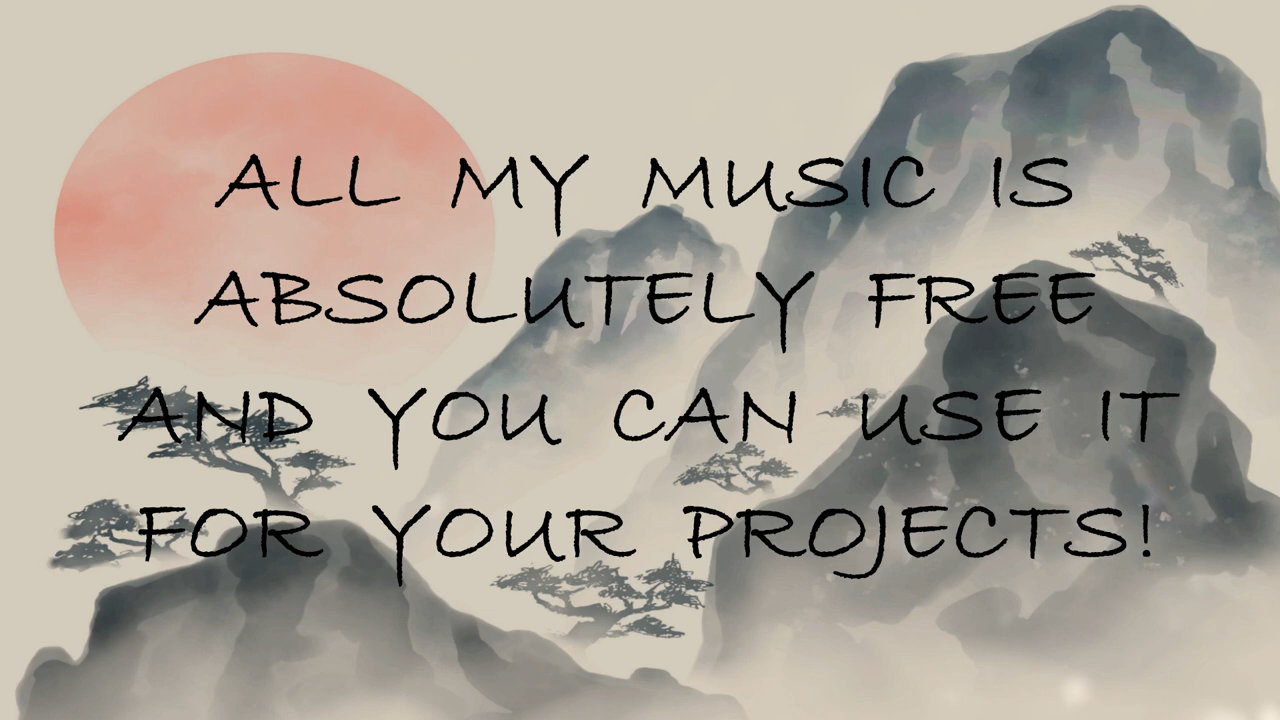 ALL MY MUSIC IS
ABSOLUTELY FREE
AND YOU CAN USE IT
FOR YOUR PROJECTS!